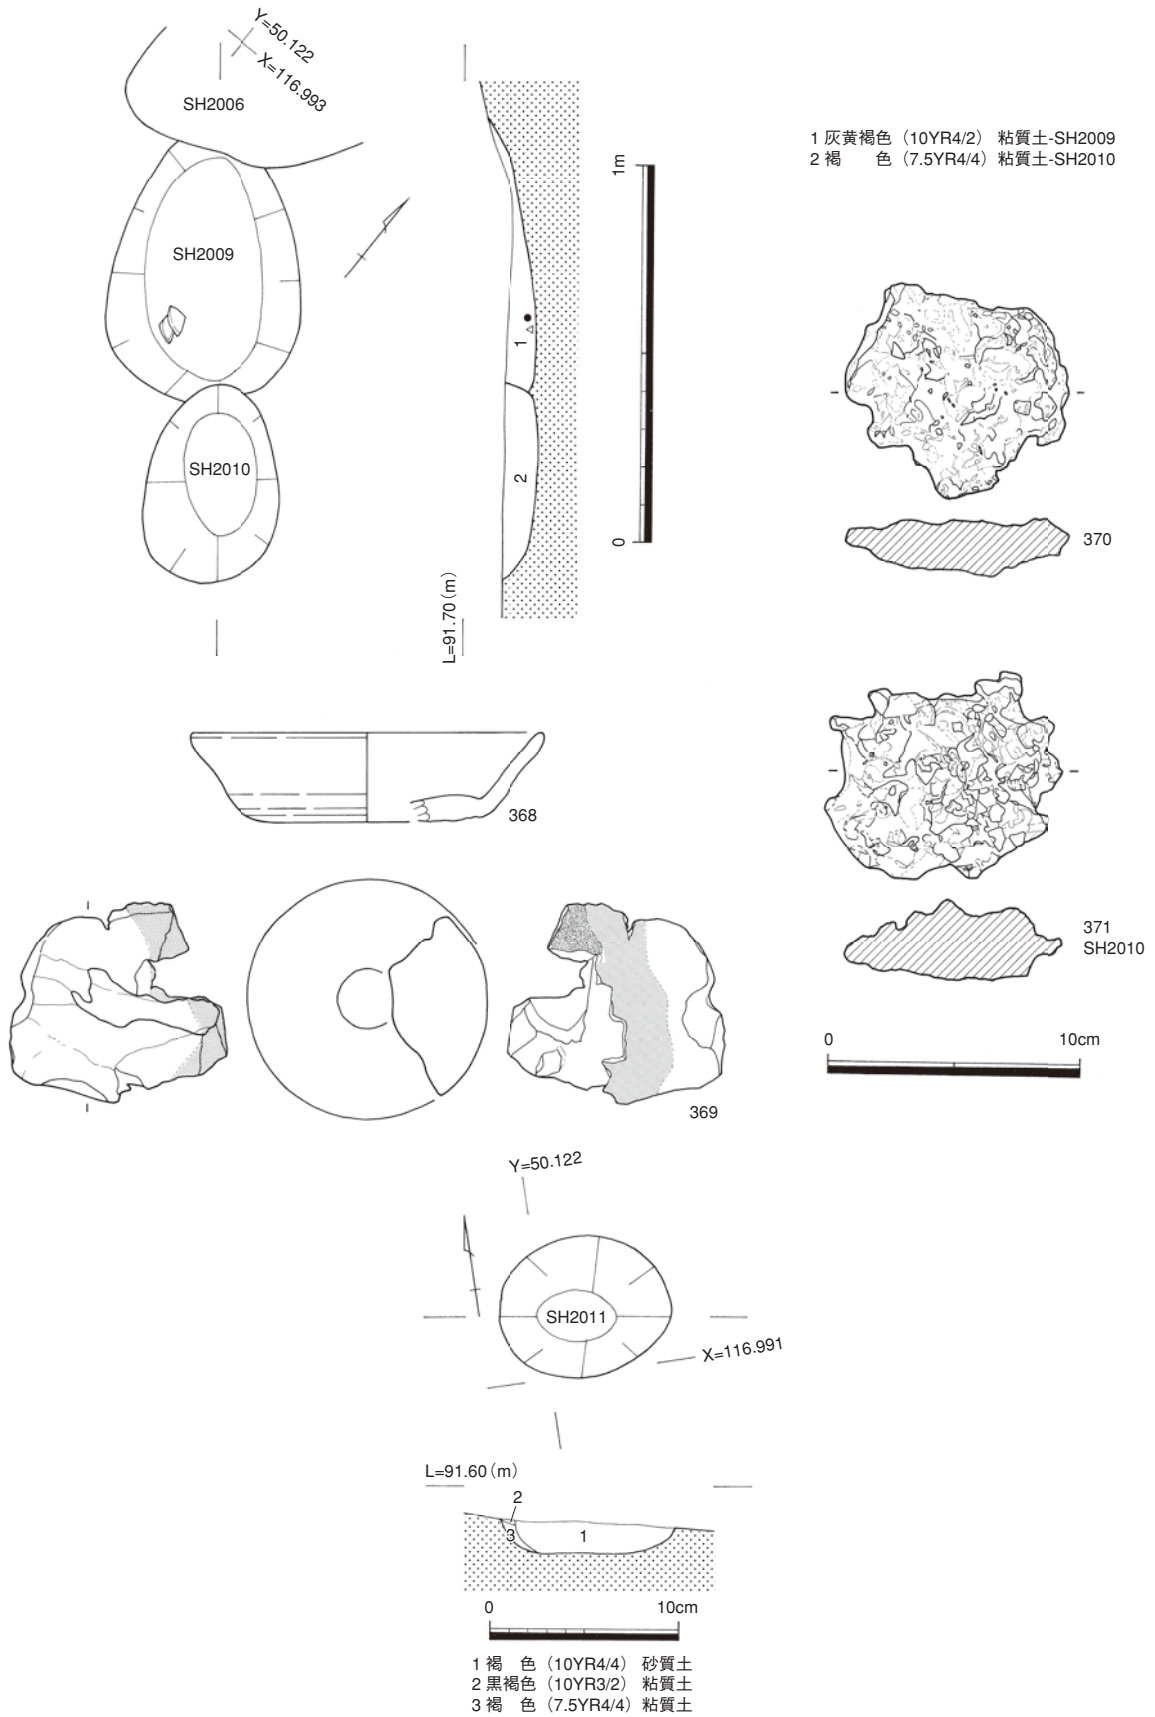 Y=50.122
X=116.993
SH2006
SH2009
SH2010
1
2
L=91.70(m)
1m
0
1 灰黄褐色（10YR4/2） 粘質土-SH2009
2 褐　　色（7.5YR4/4）粘質土-SH2010
370
371
SH2010
0 10cm
368
369
Y=50.122
SH2011
X=116.991
L=91.60(m)
2
3
1
0 10cm
1 褐　色（10YR4/4） 砂質土
2 黒褐色（10YR3/2） 粘質土
3 褐　色（7.5YR4/4）粘質土